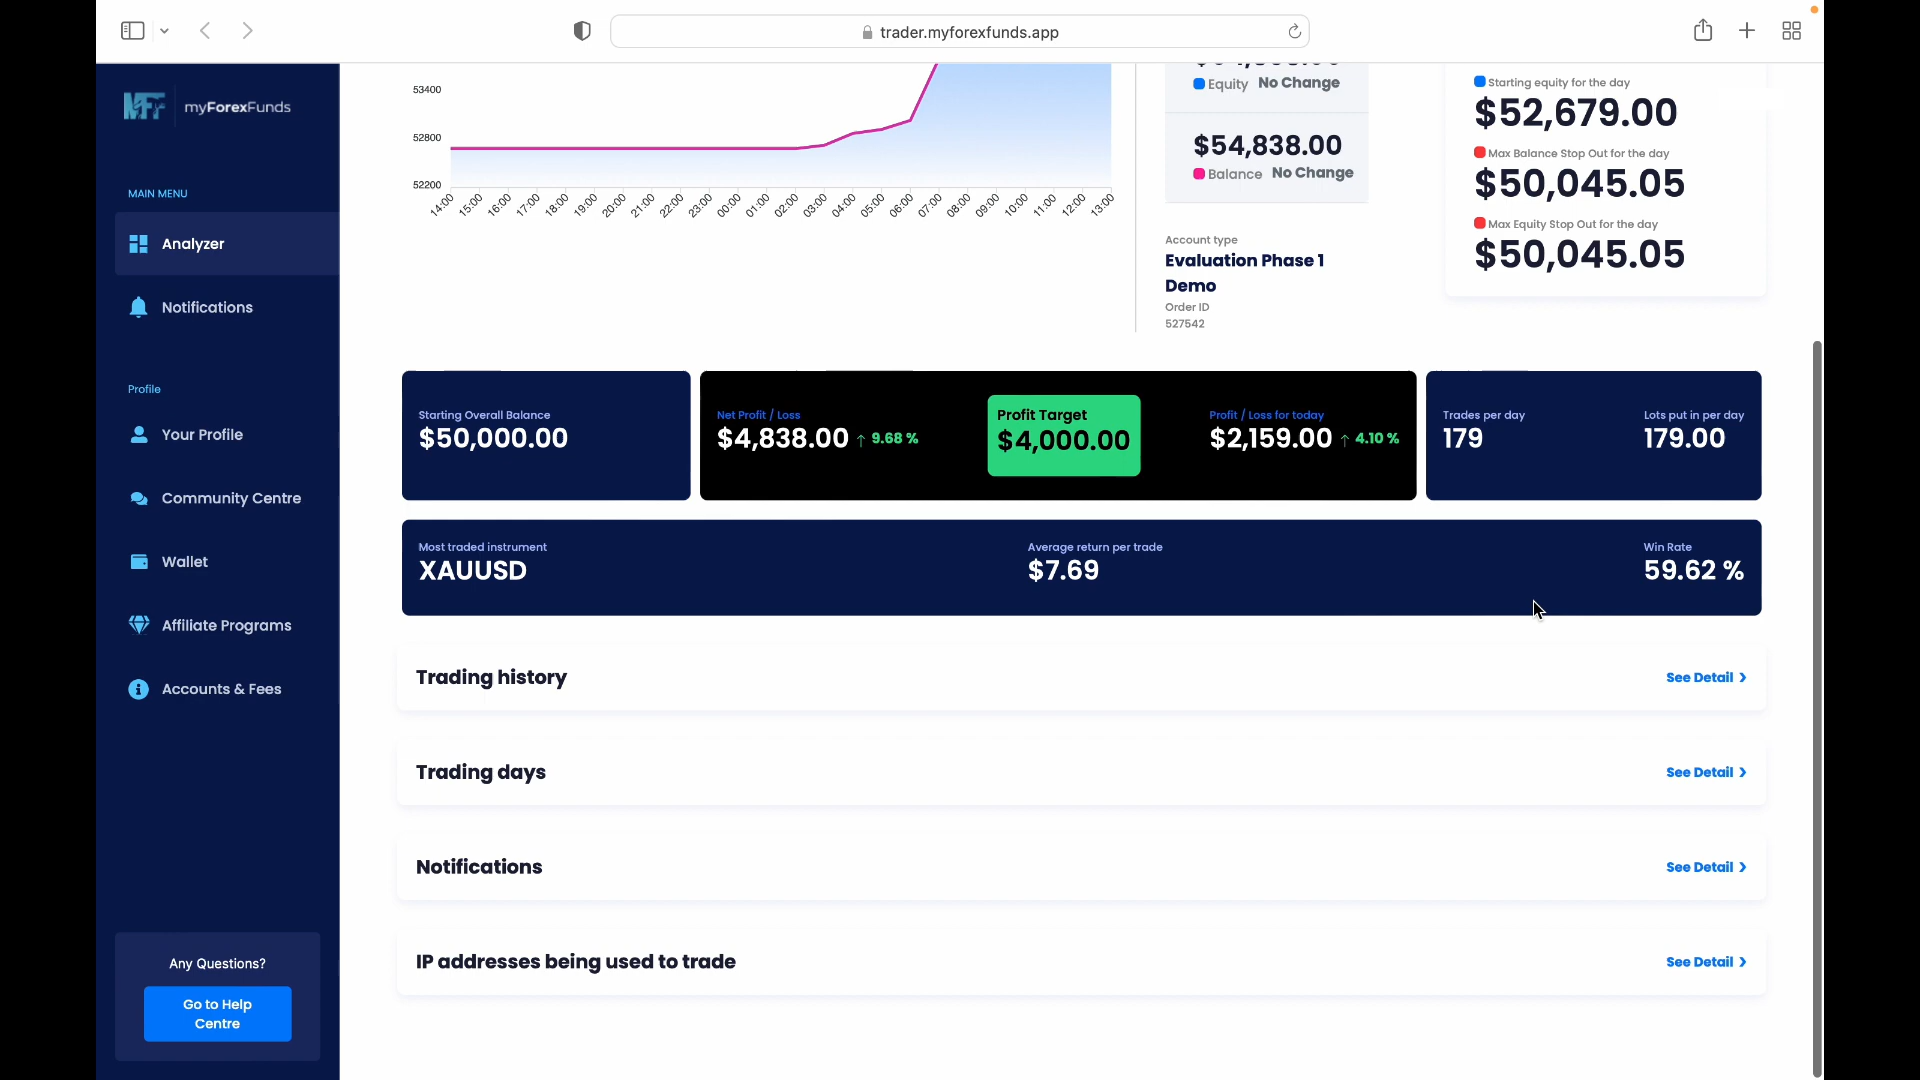 trader.myforexfunds.app
MFF
myForexFunds
MAIN MENU
Analyzer
Notifications
Profile
Your Profile
Community Centre
Wallet
Affiliate Programs
Accounts & Fees
Any Questions?
Go to Help
Centre
53400
52800
52200
14:00 15:00 16:00 17:00 18:00 19:00 20:00 21:00 22:00 23:00 00:00 01:00 02:00 03:00 04:00 05:00 06:00 07:00 08:00 09:00 10:00 11:00 12:00 13:00
Equity No Change
$54,838.00
Balance No Change
Account type
Evaluation Phase 1
Demo
Order ID
527542
Starting equity for the day
$52,679.00
Max Balance Stop Out for the day
$50,045.05
Max Equity Stop Out for the day
$50,045.05
Starting Overall Balance
$50,000.00
Net Profit / Loss
$4,838.00 ↑ 9.68 %
Profit Target
$4,000.00
Profit / Loss for today
$2,159.00 ↑ 4.10 %
Trades per day
179
Lots put in per day
179.00
Most traded instrument
XAUUSD
Average return per trade
$7.69
Win Rate
59.62 %
Trading history
See Detail
Trading days
See Detail
Notifications
See Detail
IP addresses being used to trade
See Detail